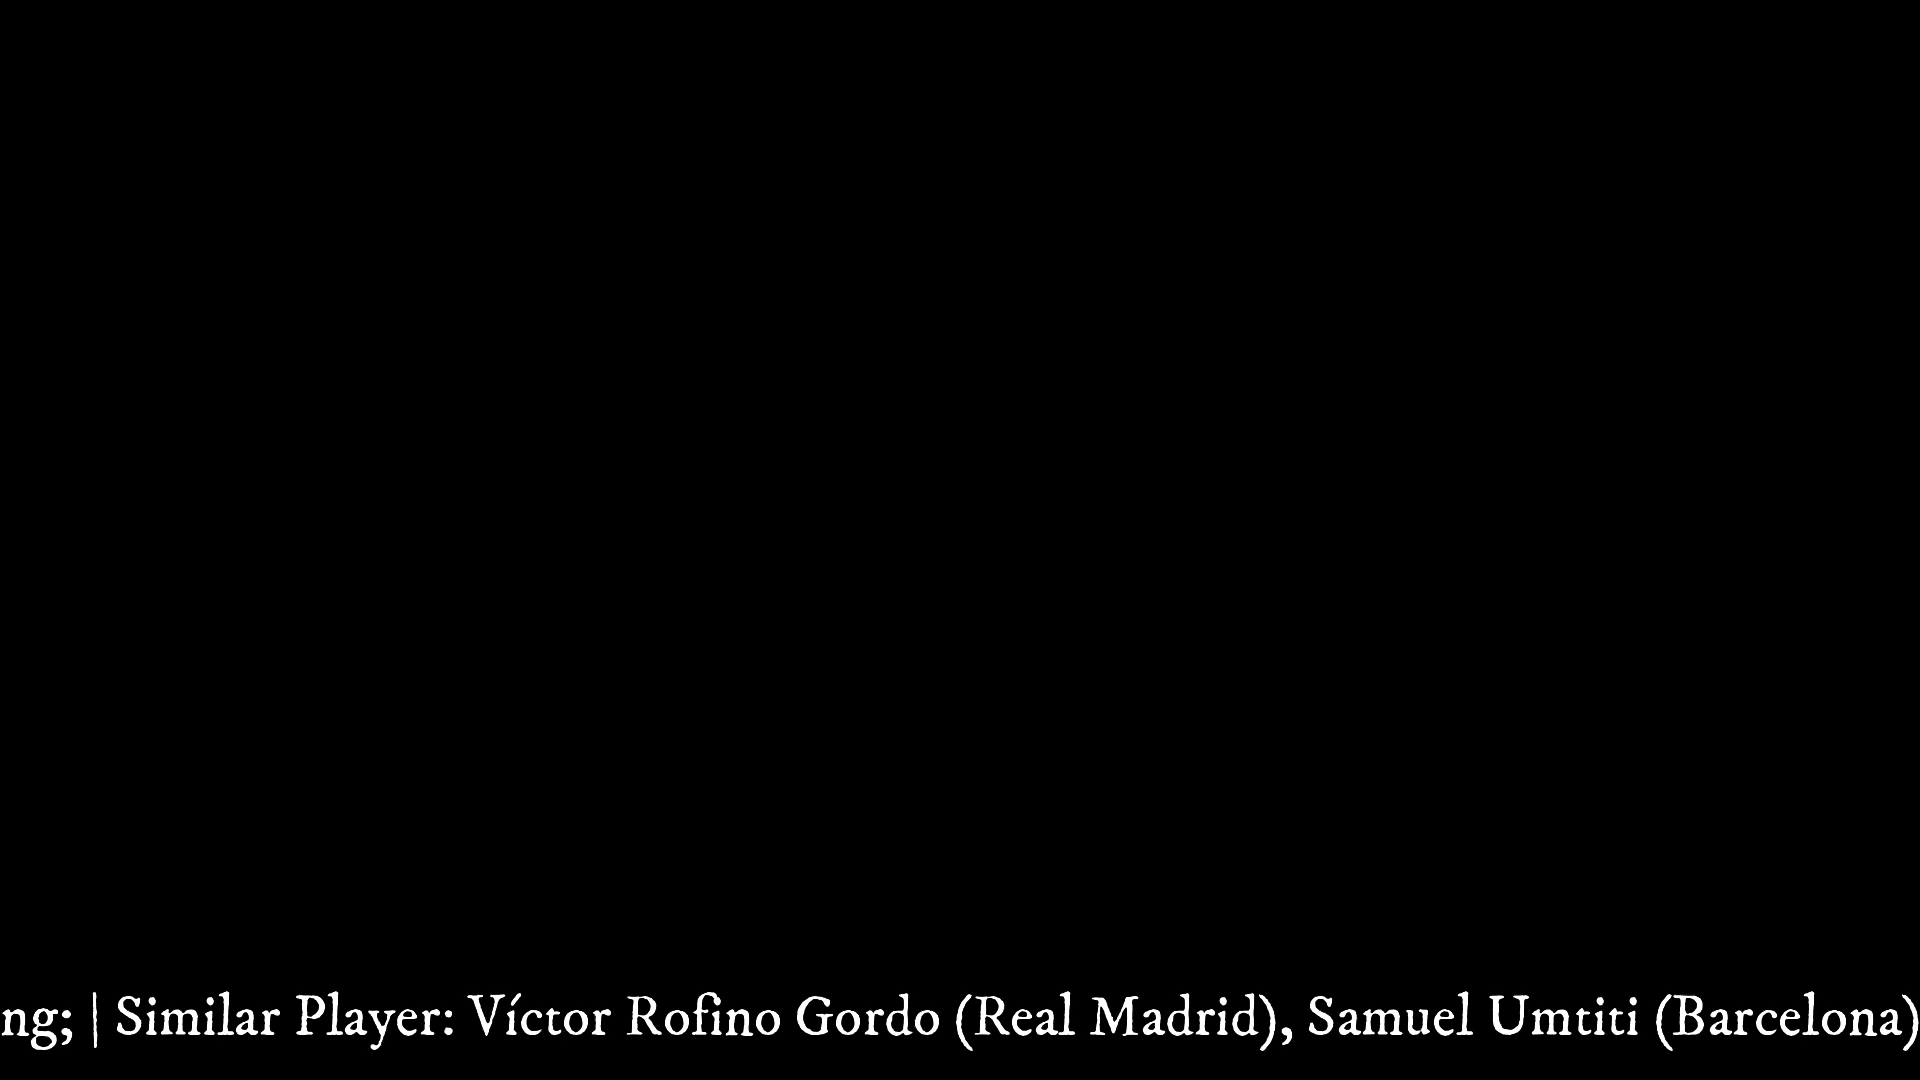 ng; | Similar Player: Víctor Rofino Gordo (Real Madrid), Samuel Umtiti (Barcelona)